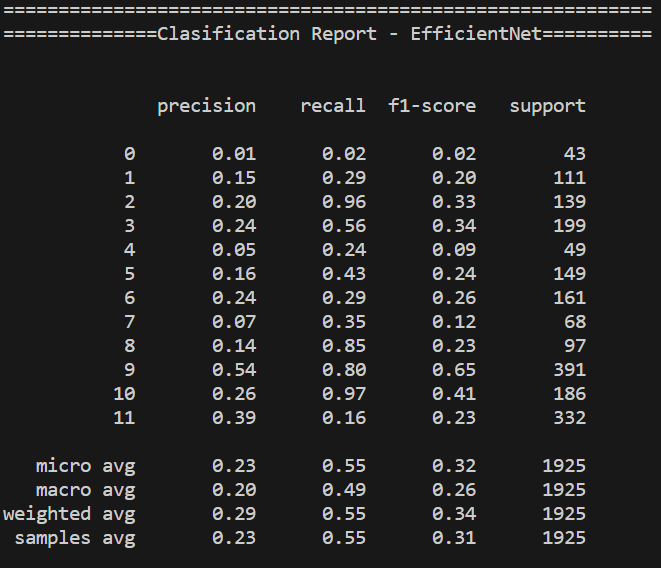 ===========================================================
==============Clasification Report - EfficientNet==========
precision recall f1-score support
0 0.01 0.02 0.02 43
1 0.15 0.29 0.20 111
2 0.20 0.96 0.33 139
3 0.24 0.56 0.34 199
4 0.05 0.24 0.09 49
5 0.16 0.43 0.24 149
6 0.24 0.29 0.26 161
7 0.07 0.35 0.12 68
8 0.14 0.85 0.23 97
9 0.54 0.80 0.65 391
10 0.26 0.97 0.41 186
11 0.39 0.16 0.23 332
micro avg 0.23 0.55 0.32 1925
macro avg 0.20 0.49 0.26 1925
weighted avg 0.29 0.55 0.34 1925
samples avg 0.23 0.55 0.31 1925